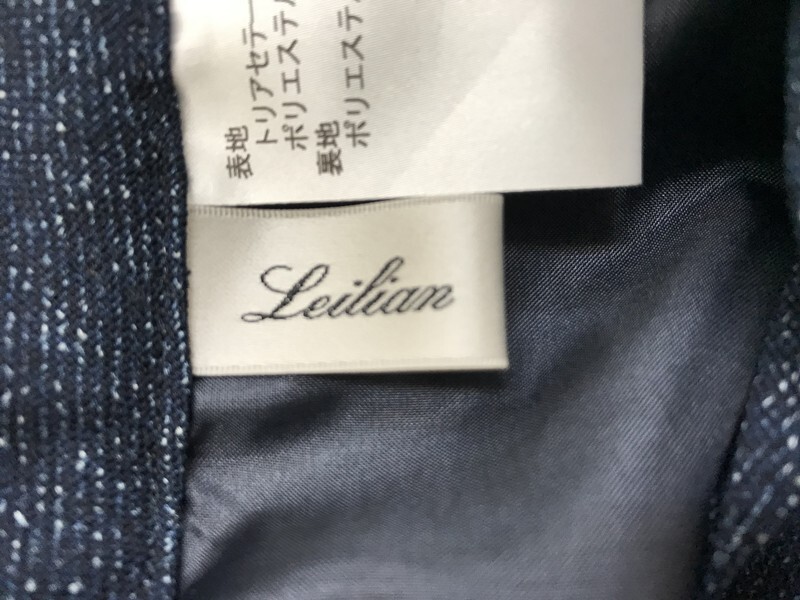 表地
トリアセテー
ポリエステル
裏地
ポリエステ
Leilian